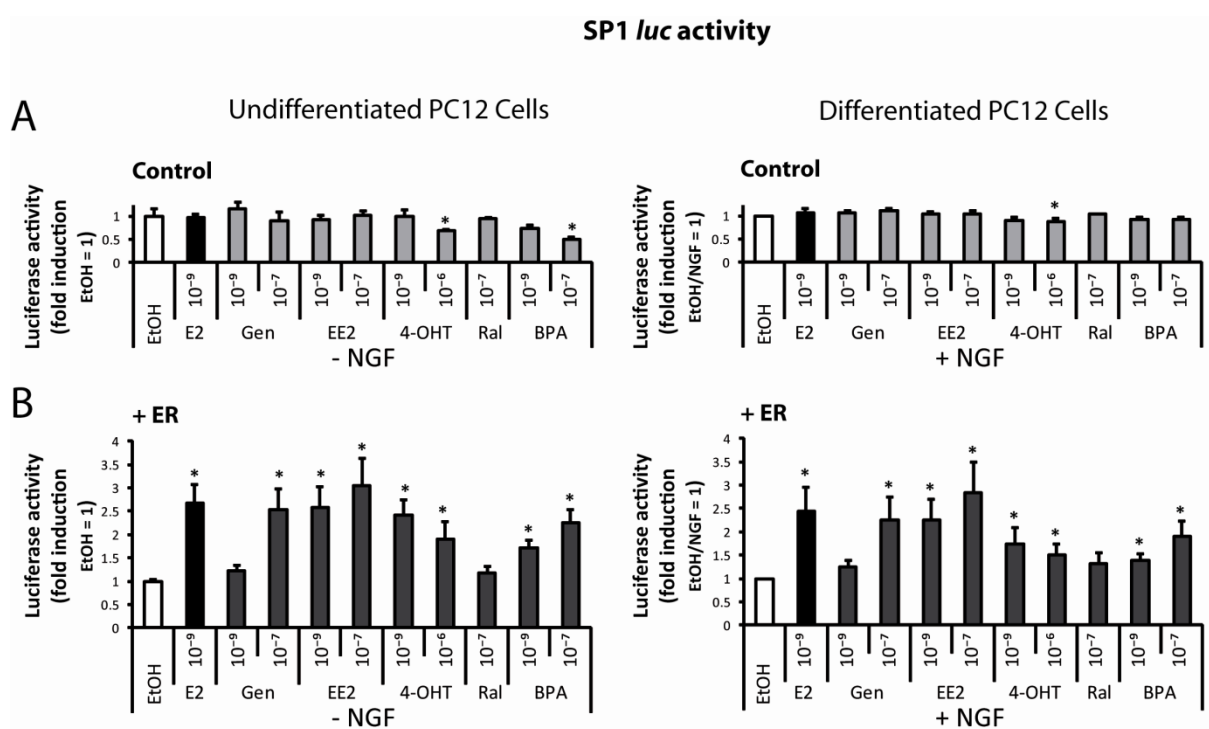 SP1 luc activity
A
Undifferentiated PC12 Cells
Differentiated PC12 Cells
Control
Luciferase activity
(fold induction
EtOH = 1)
1
0.5
0
* *
EtOH 10⁻⁹ 10⁻⁹ 10⁻⁷ 10⁻⁹ 10⁻⁷ 10⁻⁹ 10⁻⁶ 10⁻⁷ 10⁻⁹ 10⁻⁷
E2 Gen EE2 4-OHT Ral BPA
- NGF
Control
Luciferase activity
(fold induction
EtOH/NGF = 1)
1
0.5
0
*
EtOH 10⁻⁹ 10⁻⁹ 10⁻⁷ 10⁻⁹ 10⁻⁷ 10⁻⁹ 10⁻⁶ 10⁻⁷ 10⁻⁹ 10⁻⁷
E2 Gen EE2 4-OHT Ral BPA
+ NGF
B
+ ER
Luciferase activity
(fold induction
EtOH = 1)
4
3.5
3
2.5
2
1.5
1
0.5
0
* * * * * * * *
EtOH 10⁻⁹ 10⁻⁹ 10⁻⁷ 10⁻⁹ 10⁻⁷ 10⁻⁹ 10⁻⁶ 10⁻⁷ 10⁻⁹ 10⁻⁷
E2 Gen EE2 4-OHT Ral BPA
- NGF
+ ER
Luciferase activity
(fold induction
EtOH/NGF = 1)
4
3.5
3
2.5
2
1.5
1
0.5
0
* * * * * * * *
EtOH 10⁻⁹ 10⁻⁹ 10⁻⁷ 10⁻⁹ 10⁻⁷ 10⁻⁹ 10⁻⁶ 10⁻⁷ 10⁻⁹ 10⁻⁷
E2 Gen EE2 4-OHT Ral BPA
+ NGF